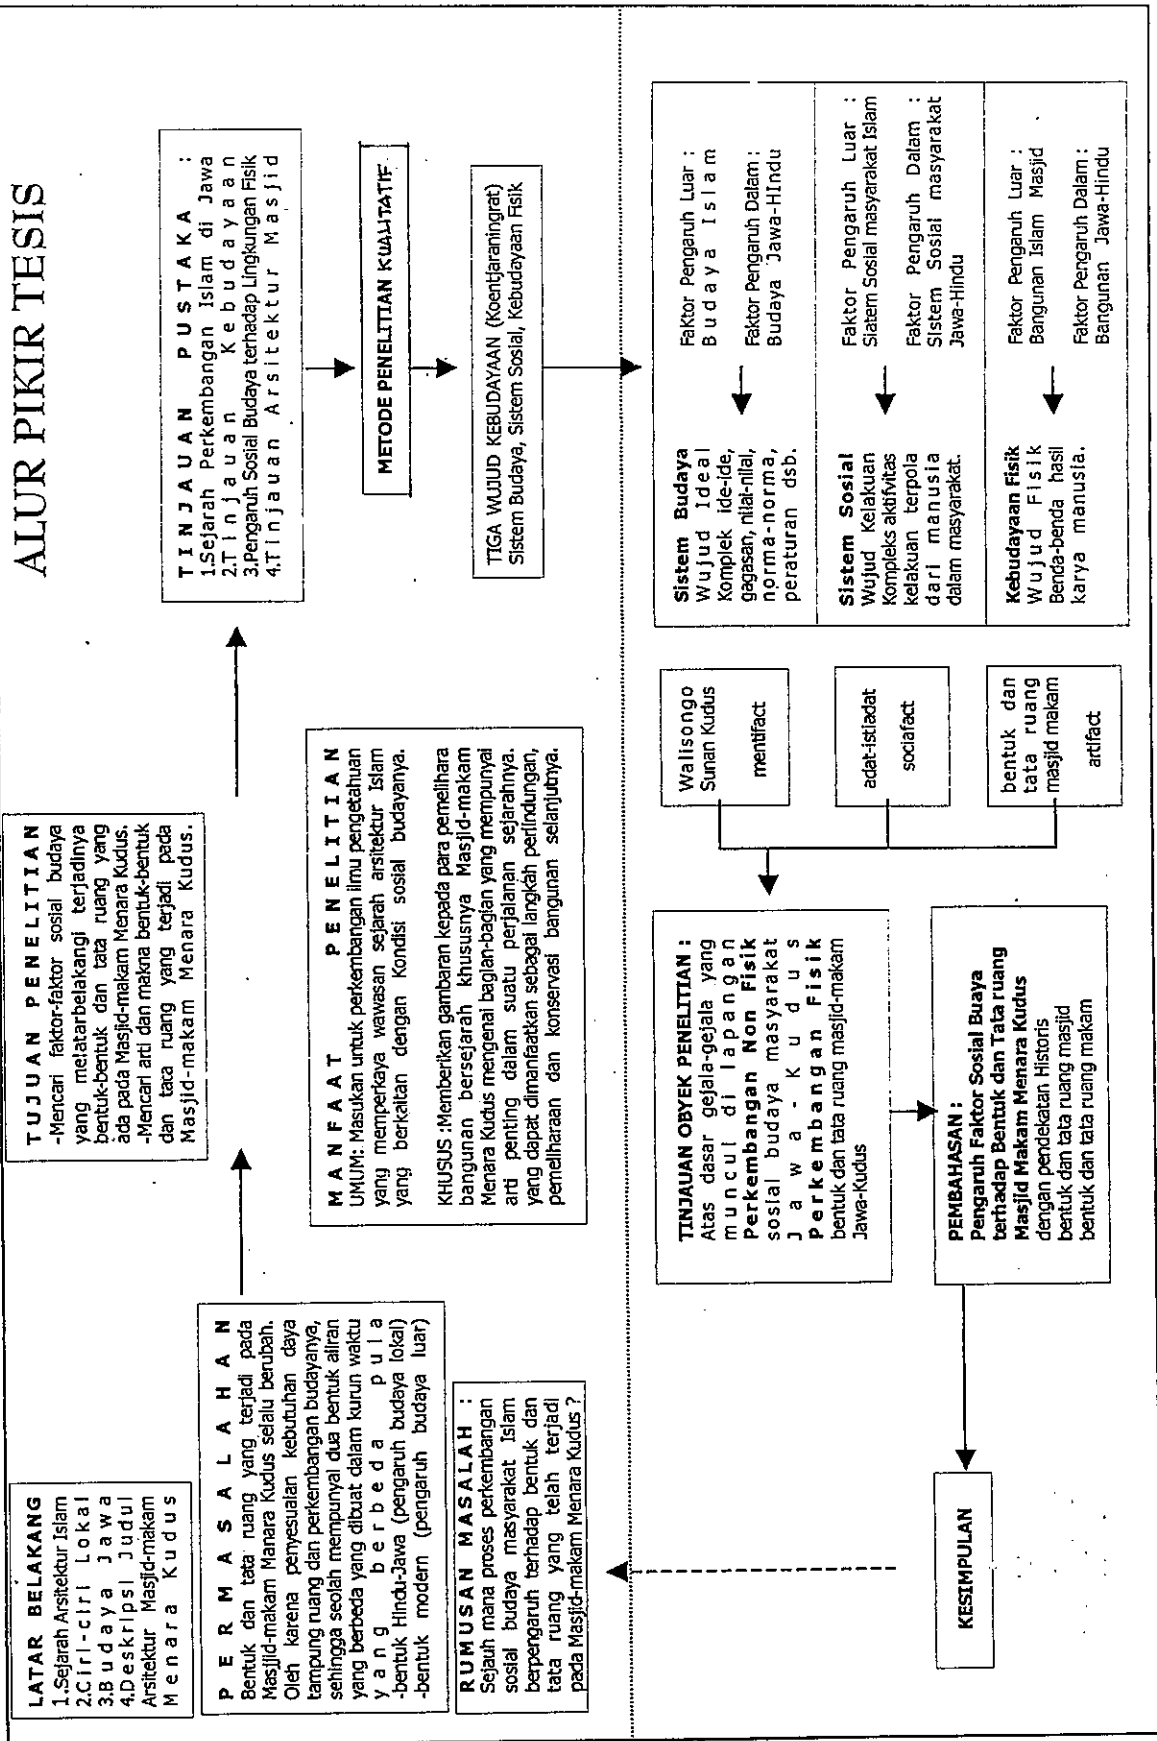 ALUR PIKIR TESIS
LATAR BELAKANG
1.Sejarah Arsitektur Islam
2.Ciri-ciri Lokal
3.Budaya Jawa
4.Deskripsi Judul
Arsitektur Masjid-makam
Menara Kudus
PERMASALAHAN
Bentuk dan tata ruang yang terjadi pada
Masjjid-makam Manara Kudus selalu berubah.
Oleh karena penyesuaian kebutuhan daya
tampung ruang dan perkembangan budayanya,
sehingga seolah mempunyai dua bentuk aliran
yang berbeda yang dibuat dalam kurun waktu
yang berbeda pula
-bentuk Hindu-Jawa (pengaruh budaya lokal)
-bentuk modern (pengaruh budaya luar)
RUMUSAN MASALAH :
Sejauh mana proses perkembangan
sosial budaya masyarakat Islam
berpengaruh terhadap bentuk dan
tata ruang yang telah terjadi
pada Masjid-makam Menara Kudus ?
TUJUAN PENELITIAN
-Mencari faktor-faktor sosial budaya
yang melatarbelakangi terjadinya
bentuk-bentuk dan tata ruang yang
ada pada Masjid-makam Menara Kudus.
-Mencari arti dan makna bentuk-bentuk
dan tata ruang yang terjadi pada
Masjid-makam Menara Kudus.
MANFAAT PENELITIAN
UMUM: Masukan untuk perkembangan ilmu pengetahuan
yang memperkaya wawasan sejarah arsitektur Islam
yang berkaitan dengan Kondisi sosial budayanya.
KHUSUS :Memberikan gambaran kepada para pemelihara
bangunan bersejarah khususnya Masjid-makam
Menara Kudus mengenai bagian-bagian yang mempunyai
arti penting dalam suatu perjalanan sejarahnya.
yang dapat dimanfaatkan sebagai langkah perlindungan,
pemeliharaan dan konservasi bangunan selanjutnya.
TINJAUAN PUSTAKA :
1.Sejarah Perkembangan Islam di Jawa
2.Tinjauan Kebudayaan
3.Pengaruh Sosial Budaya terhadap Lingkungan Fisik
4.Tinjauan Arsitektur Masjid
METODE PENELITIAN KUALITATIF
TIGA WUJUD KEBUDAYAAN (Koentjaraningrat)
Sistem Budaya, Sistem Sosial, Kebudayaan Fisik
Sistem Budaya
Wujud Ideal
Komplek ide-ide,
gagasan, nilai-nilai,
norma-norma,
peraturan dsb.
Faktor Pengaruh Luar :
Budaya Islam
Faktor Pengaruh Dalam :
Budaya Jawa-HIndu
Sistem Sosial
Wujud Kelakuan
Kompleks aktifvitas
kelakuan terpola
dari manusia
dalam masyarakat.
Faktor Pengaruh Luar :
Siatem Sosial masyarakat Islam
Faktor Pengaruh Dalam :
Sistem Sosial masyarakat
Jawa-Hindu
Kebudayaan Fisik
Wujud Fisik
Benda-benda hasil
karya manusia.
Faktor Pengaruh Luar :
Bangunan Islam Masjid
Faktor Pengaruh Dalam :
Bangunan Jawa-Hindu
Walisongo
Sunan Kudus
mentifact
adat-istiadat
sociafact
bentuk dan
tata ruang
masjid makam
artifact
TINJAUAN OBYEK PENELITIAN :
Atas dasar gejala-gejala yang
muncul di lapangan
Perkembangan Non Fisik
sosial budaya masyarakat
Jawa-Kudus
Perkembangan Fisik
bentuk dan tata ruang masjid-makam
Jawa-Kudus
PEMBAHASAN :
Pengaruh Faktor Sosial Buaya
terhadap Bentuk dan Tata ruang
Masjid Makam Menara Kudus
dengan pendekatan Historis
bentuk dan tata ruang masjid
bentuk dan tata ruang makam
KESIMPULAN